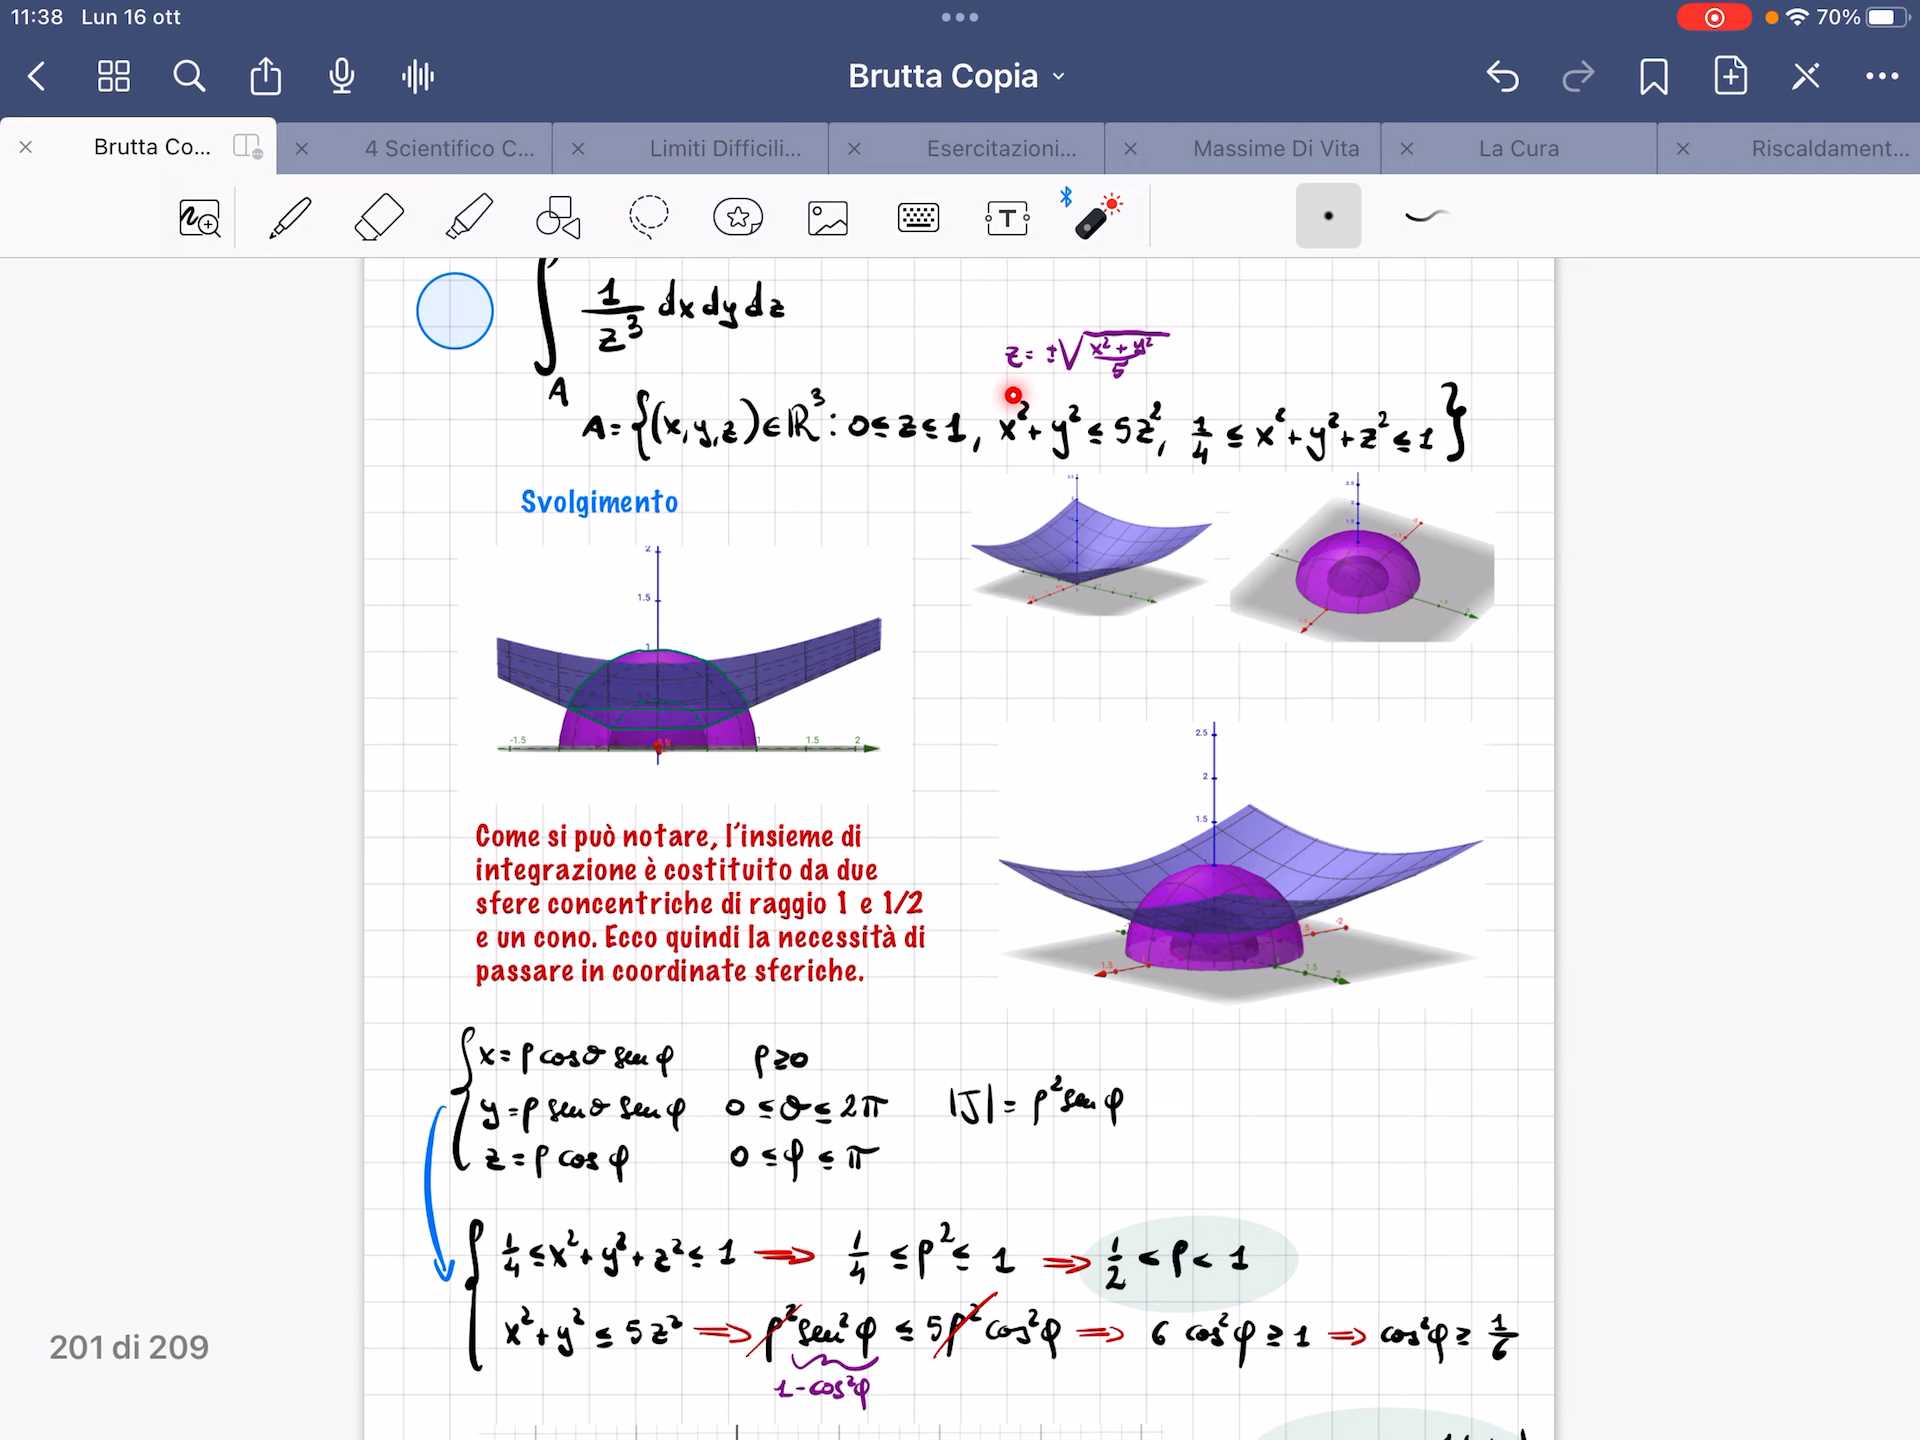 11:38 Lun 16 ott
70%
Brutta Copia
Brutta Co...
4 Scientifico C...
Limiti Difficili...
Esercitazioni...
Massime Di Vita
La Cura
Riscaldament...
∫_A 1/z³ dx dy dz
z = ±√((x²+y²)/5)
A = {(x,y,z) ∈ ℝ³ : 0 ≤ z ≤ 1, x²+y² ≤ 5z², 1/4 ≤ x²+y²+z² ≤ 1}
Svolgimento
Come si può notare, l'insieme di
integrazione è costituito da due
sfere concentriche di raggio 1 e 1/2
e un cono. Ecco quindi la necessità di
passare in coordinate sferiche.
x = ρ cosθ sen φ ρ ≥ 0
y = ρ senθ sen φ 0 ≤ θ ≤ 2π |J| = ρ² sen φ
z = ρ cos φ 0 ≤ φ ≤ π
1/4 ≤ x²+y²+z² ≤ 1 ⇒ 1/4 ≤ ρ² ≤ 1 ⇒ 1/2 < ρ < 1
x²+y² ≤ 5z² ⇒ ρ² sen² φ ≤ 5ρ² cos² φ ⇒ 6 cos² φ ≥ 1 ⇒ cos² φ ≥ 1/6
1-cos² φ
201 di 209